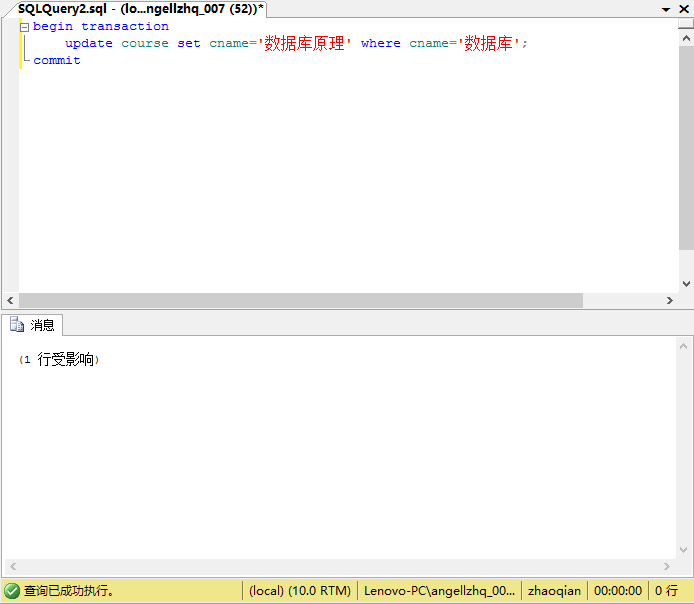 SQLQuery2.sql - (lo...ngellzhq_007 (52))*
begin transaction
update course set cname='数据库原理' where cname='数据库';
commit
消息
(1 行受影响)
查询已成功执行。 (local) (10.0 RTM) Lenovo-PC\angellzhq_00... zhaoqian 00:00:00 0 行